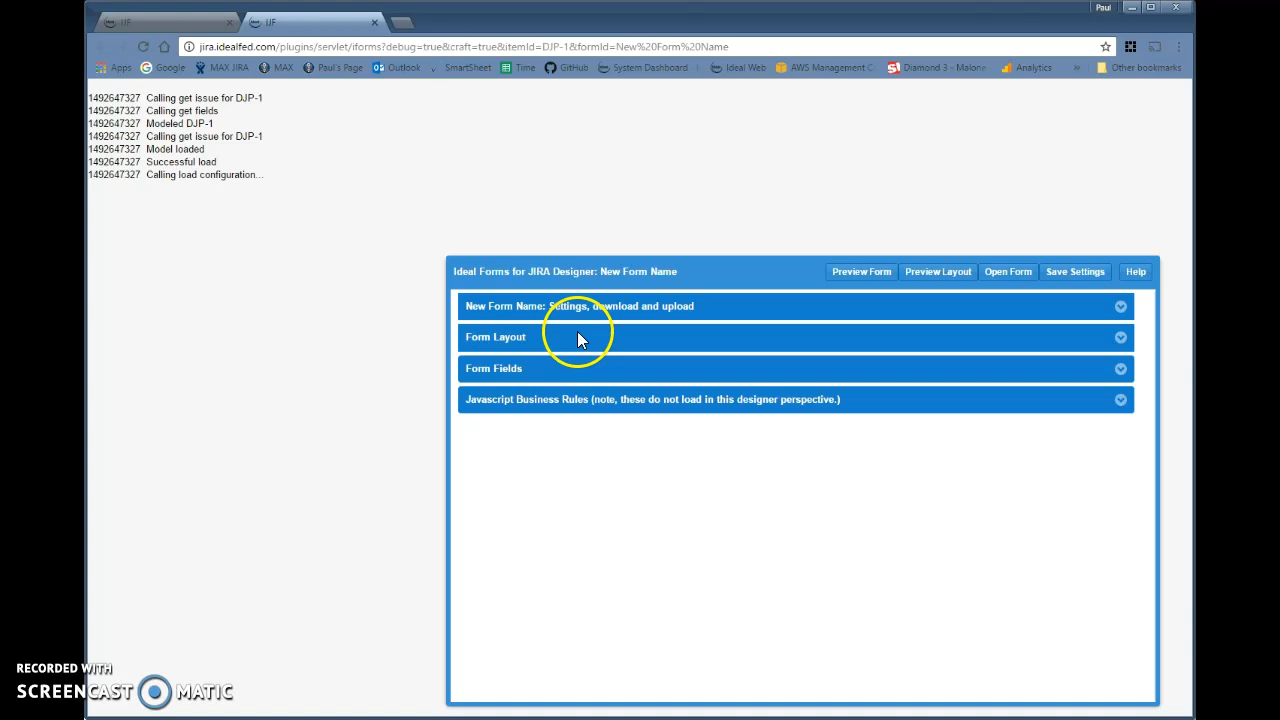 Paul
IJF
IJF
jira.idealfed.com/plugins/servlet/iforms?debug=true&craft=true&itemId=DJP-1&formId=New%20Form%20Name
Apps Google MAX JIRA MAX Paul's Page Outlook SmartSheet Time GitHub System Dashboard Ideal Web AWS Management C Diamond 3 - Malone Analytics » Other bookmarks
1492647327 Calling get issue for DJP-1
1492647327 Calling get fields
1492647327 Modeled DJP-1
1492647327 Calling get issue for DJP-1
1492647327 Model loaded
1492647327 Successful load
1492647327 Calling load configuration...
Ideal Forms for JIRA Designer: New Form Name Preview Form Preview Layout Open Form Save Settings Help
New Form Name: Settings, download and upload
Form Layout
Form Fields
Javascript Business Rules (note, these do not load in this designer perspective.)
RECORDED WITH
SCREENCAST MATIC